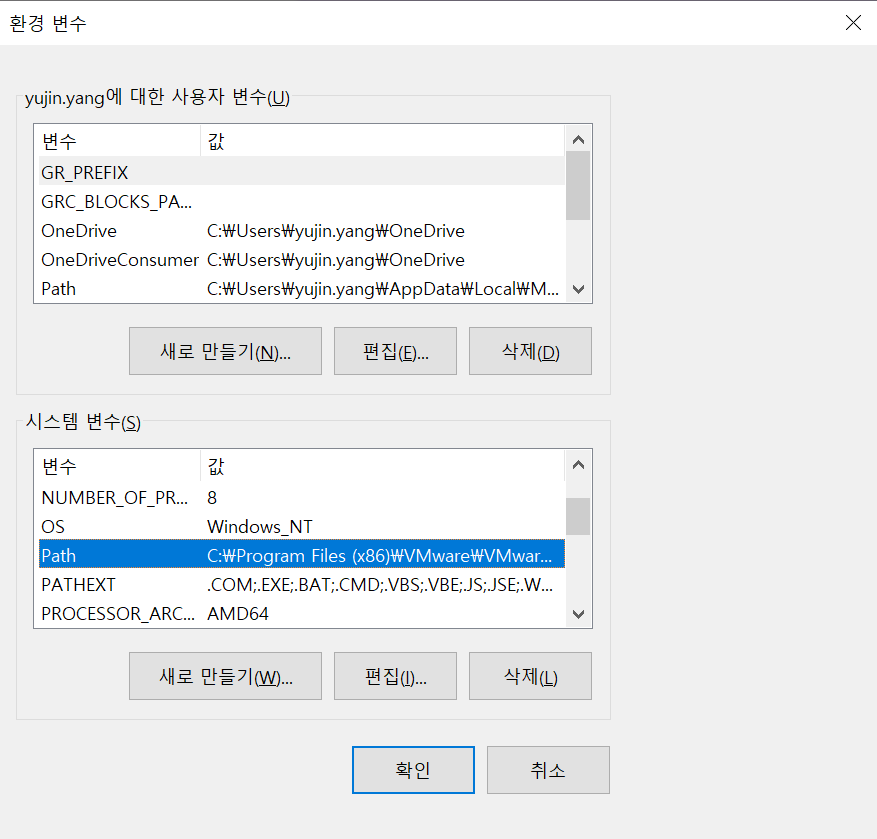 환경 변수
yujin.yang에 대한 사용자 변수(U)
변수 값
GR_PREFIX
GRC_BLOCKS_PA...
OneDrive C:₩Users₩yujin.yang₩OneDrive
OneDriveConsumer C:₩Users₩yujin.yang₩OneDrive
Path C:₩Users₩yujin.yang₩AppData₩Local₩M...
새로 만들기(N)... 편집(E)... 삭제(D)
시스템 변수(S)
변수 값
NUMBER_OF_PR... 8
OS Windows_NT
Path C:₩Program Files (x86)₩VMware₩VMwar...
PATHEXT .COM;.EXE;.BAT;.CMD;.VBS;.VBE;.JS;.JSE;.W...
PROCESSOR_ARC... AMD64
새로 만들기(W)... 편집(I)... 삭제(L)
확인 취소